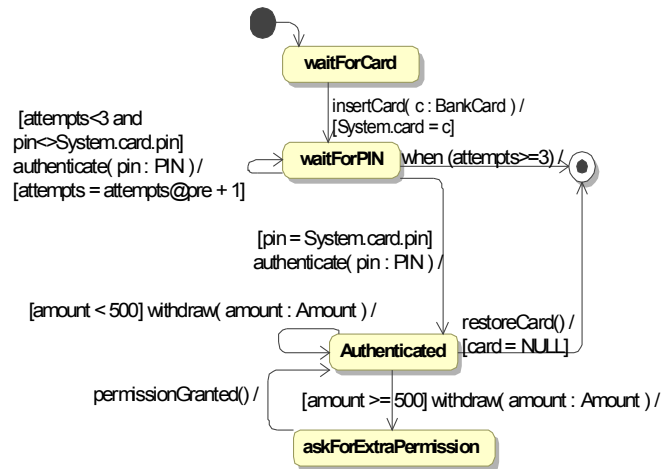 waitForCard
insertCard( c : BankCard ) /
[System.card = c]
[attempts<3 and
pin<>System.card.pin]
authenticate( pin : PIN ) /
[attempts = attempts@pre + 1]
waitForPIN
when (attempts>=3) /
[pin = System.card.pin]
authenticate( pin : PIN ) /
[amount < 500] withdraw( amount : Amount ) /
restoreCard() /
[card = NULL]
Authenticated
permissionGranted() /
[amount >= 500] withdraw( amount : Amount ) /
askForExtraPermission